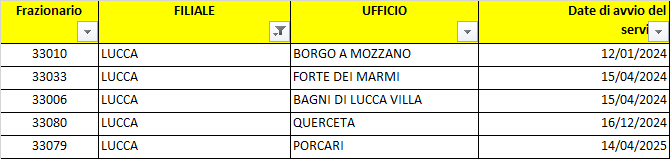 Frazionario FILIALE UFFICIO Date di avvio del
servi
33010 LUCCA BORGO A MOZZANO 12/01/2024
33033 LUCCA FORTE DEI MARMI 15/04/2024
33006 LUCCA BAGNI DI LUCCA VILLA 15/04/2024
33080 LUCCA QUERCETA 16/12/2024
33079 LUCCA PORCARI 14/04/2025